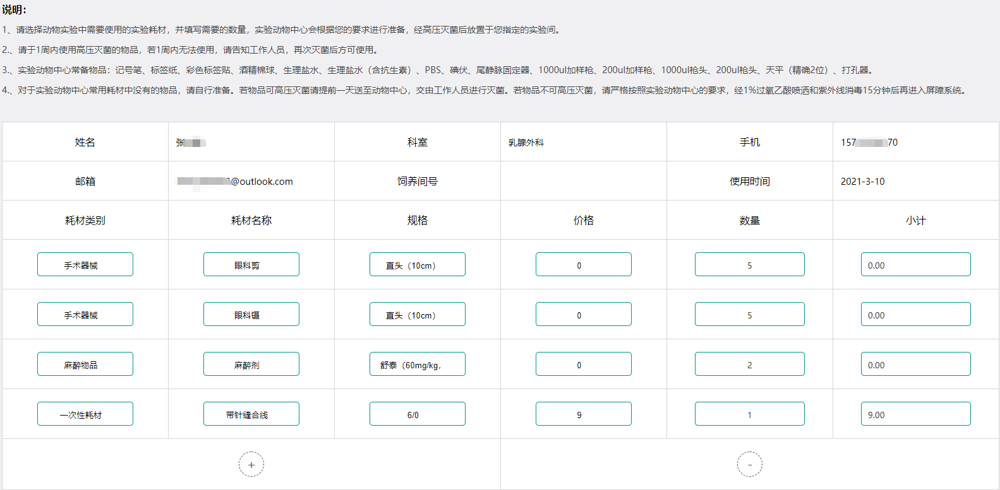 说明：
1、请选择动物实验中需要使用的实验耗材，并填写需要的数量，实验动物中心会根据您的要求进行准备，经高压灭菌后放置于您指定的实验间。
2.、请于1周内使用高压灭菌的物品，若1周内无法使用，请告知工作人员，再次灭菌后方可使用。
3.、实验动物中心常备物品：记号笔、标签纸、彩色标签贴、酒精棉球、生理盐水、生理盐水（含抗生素）、PBS、碘伏、尾静脉固定器、1000ul加样枪、200ul加样枪、1000ul枪头、200ul枪头、天平（精确2位）、打孔器。
4.、对于实验动物中心常用耗材中没有的物品，请自行准备。若物品可高压灭菌请提前一天送至动物中心，交由工作人员进行灭菌。若物品不可高压灭菌，请严格按照实验动物中心的要求，经1%过氧乙酸喷洒和紫外线消毒15分钟后再进入屏障系统。
姓名 张 科室 乳腺外科 手机 157 70
邮箱 @outlook.com 饲养间号 使用时间 2021-3-10
耗材类别 耗材名称 规格 价格 数量 小计
手术器械 眼科剪 直头（10cm） 0 5 0.00
手术器械 眼科镊 直头（10cm） 0 5 0.00
麻醉物品 麻醉剂 舒泰（60mg/kg， 0 2 0.00
一次性耗材 带针缝合线 6/0 9 1 9.00
+ -